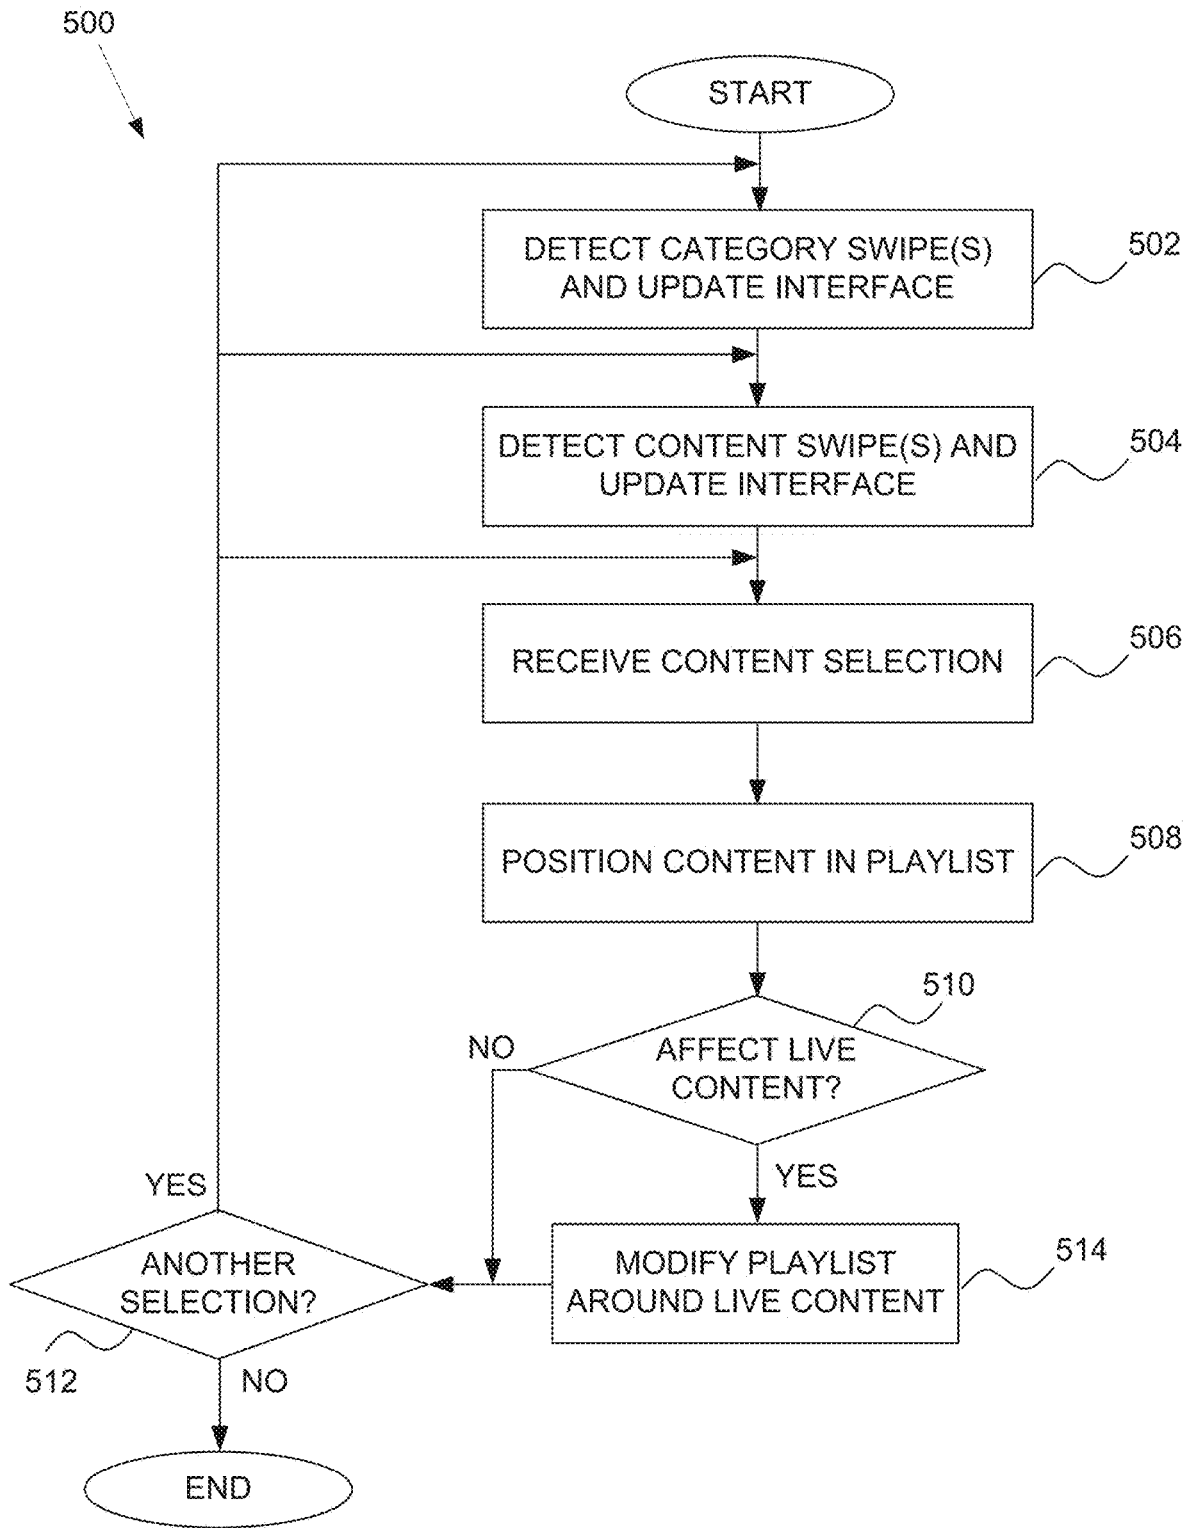 500
START
DETECT CATEGORY SWIPE(S)
AND UPDATE INTERFACE
502
DETECT CONTENT SWIPE(S) AND
UPDATE INTERFACE
504
RECEIVE CONTENT SELECTION
506
POSITION CONTENT IN PLAYLIST
508
510
AFFECT LIVE
CONTENT?
NO
YES
MODIFY PLAYLIST
AROUND LIVE CONTENT
514
YES
ANOTHER
SELECTION?
512
NO
END